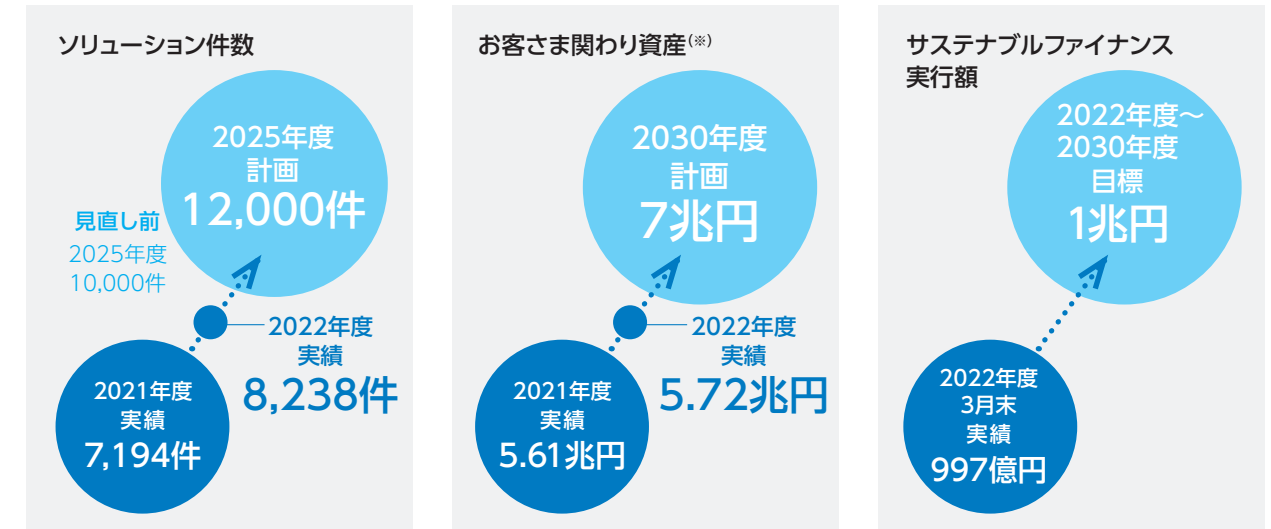 ソリューション件数
2025年度
計画
12,000件
見直し前
2025年度
10,000件
2022年度
実績
8,238件
2021年度
実績
7,194件
お客さま関わり資産(※)
2030年度
計画
7兆円
2022年度
実績
5.72兆円
2021年度
実績
5.61兆円
サステナブルファイナンス
実行額
2022年度～
2030年度
目標
1兆円
2022年度
3月末
実績
997億円